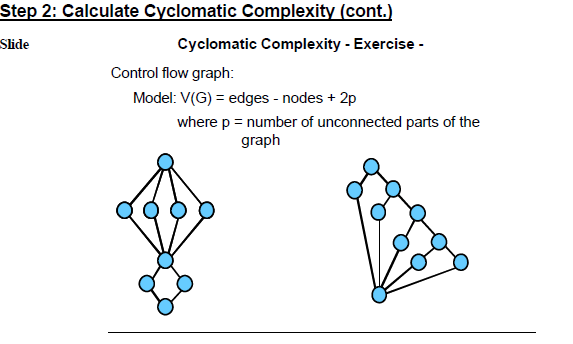 Step 2: Calculate Cyclomatic Complexity (cont.)
Slide
Cyclomatic Complexity - Exercise -
Control flow graph:
Model: V(G) = edges - nodes + 2p
where p = number of unconnected parts of the
graph